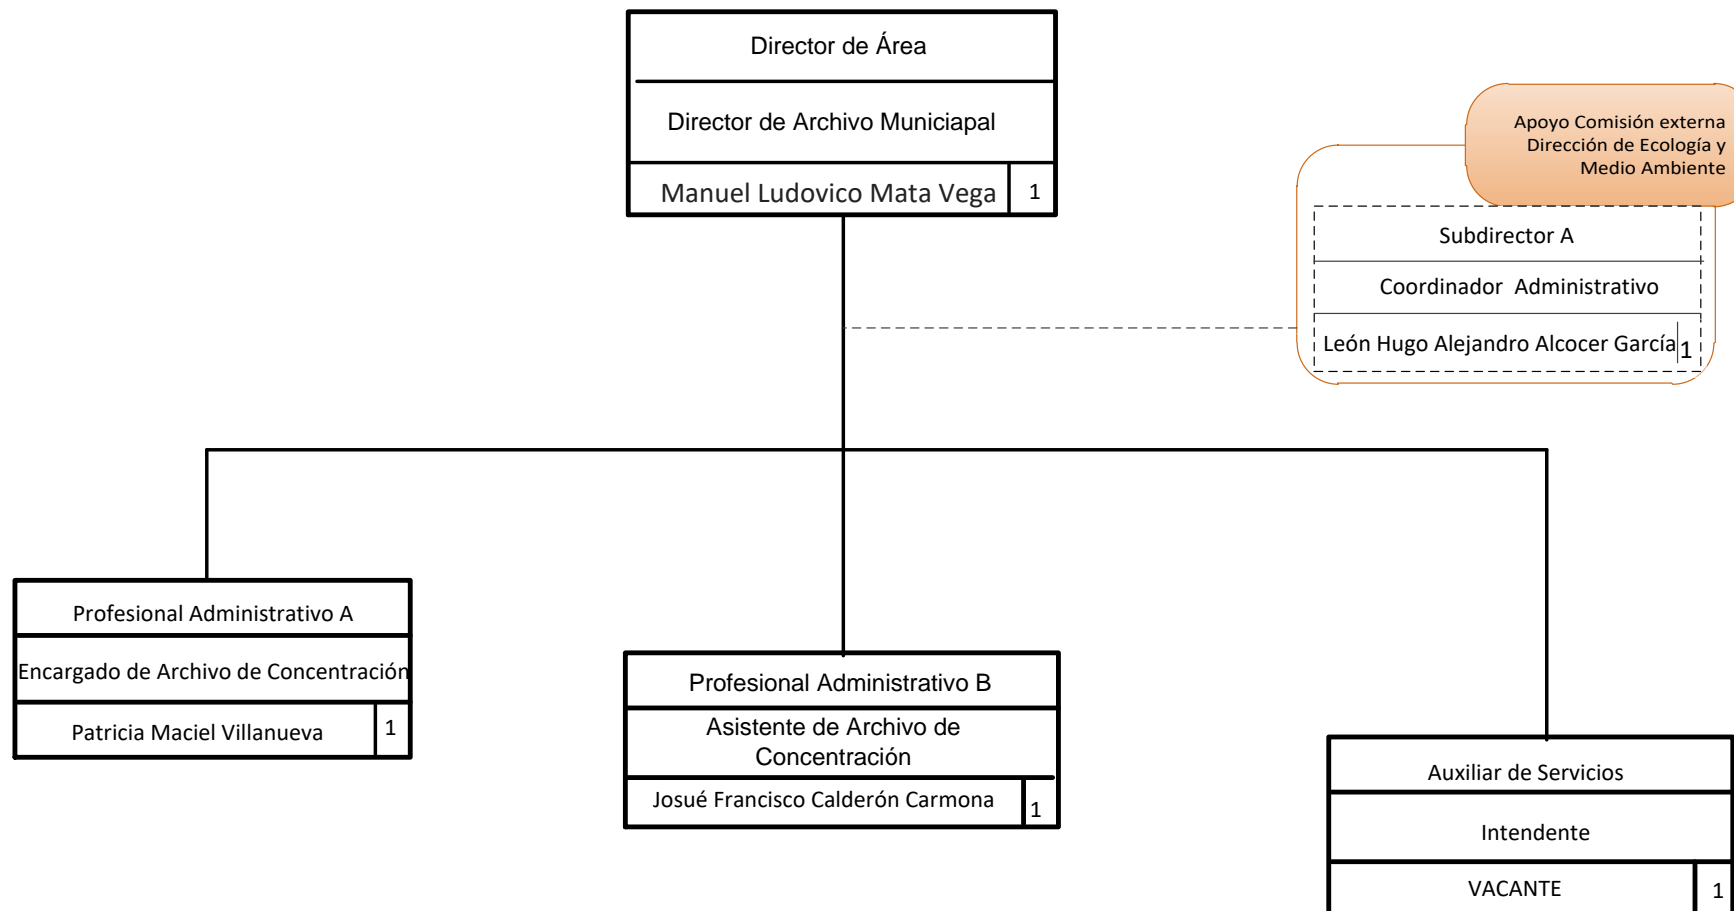 Director de Área
Director de Archivo Municiapal
Manuel Ludovico Mata Vega 1
Apoyo Comisión externa
Dirección de Ecología y
Medio Ambiente
Subdirector A
Coordinador Administrativo
León Hugo Alejandro Alcocer García 1
Profesional Administrativo A
Encargado de Archivo de Concentración
Patricia Maciel Villanueva 1
Profesional Administrativo B
Asistente de Archivo de
Concentración
Josué Francisco Calderón Carmona 1
Auxiliar de Servicios
Intendente
VACANTE 1